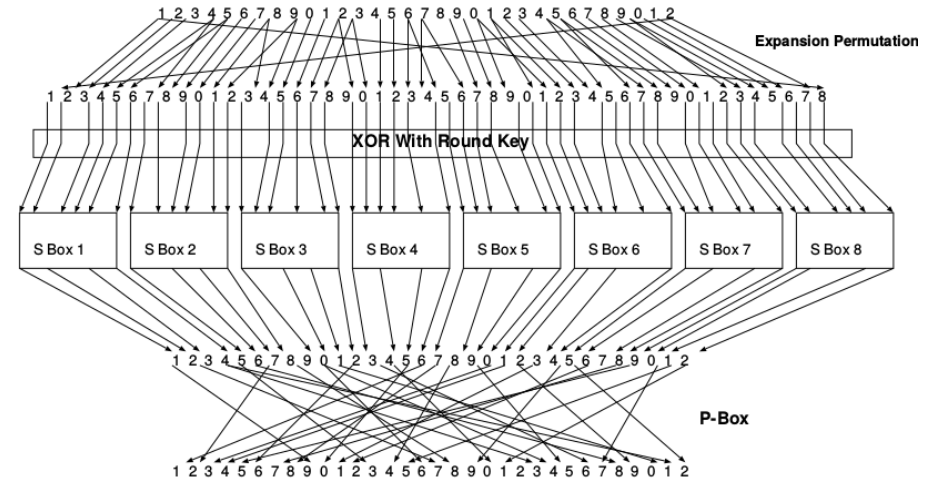 1 2 3 4 5 6 7 8 9 0 1 2 3 4 5 6 7 8 9 0 1 2 3 4 5 6 7 8 9 0 1 2
Expansion Permutation
1 2 3 4 5 6 7 8 9 0 1 2 3 4 5 6 7 8 9 0 1 2 3 4 5 6 7 8 9 0 1 2 3 4 5 6 7 8 9 0 1 2 3 4 5 6 7 8
XOR With Round Key
S Box 1 S Box 2 S Box 3 S Box 4 S Box 5 S Box 6 S Box 7 S Box 8
1 2 3 4 5 6 7 8 9 0 1 2 3 4 5 6 7 8 9 0 1 2 3 4 5 6 7 8 9 0 1 2
P-Box
1 2 3 4 5 6 7 8 9 0 1 2 3 4 5 6 7 8 9 0 1 2 3 4 5 6 7 8 9 0 1 2